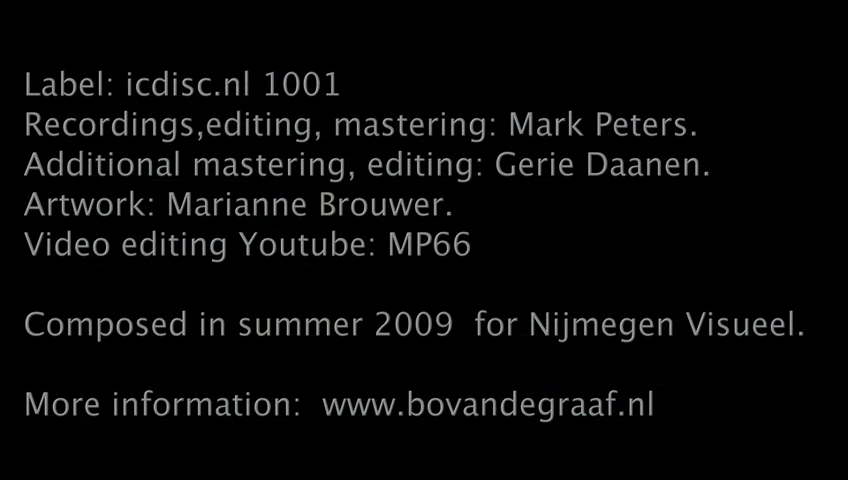 Label: icdisc.nl 1001
Recordings,editing, mastering: Mark Peters.
Additional mastering, editing: Gerie Daanen.
Artwork: Marianne Brouwer.
Video editing Youtube: MP66
Composed in summer 2009  for Nijmegen Visueel.
More information:  www.bovandegraaf.nl